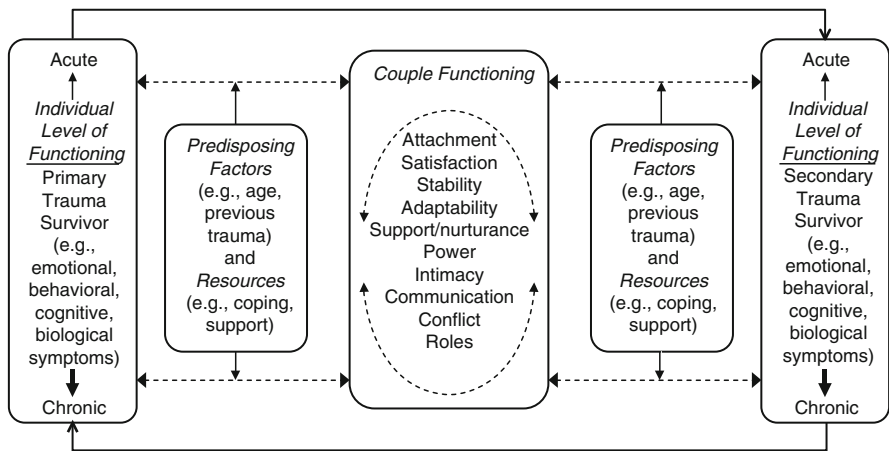 Acute
Individual
Level of
Functioning
Primary
Trauma
Survivor
(e.g.,
emotional,
behavioral,
cognitive,
biological
symptoms)
Chronic
Predisposing
Factors
(e.g., age,
previous
trauma)
and
Resources
(e.g., coping,
support)
Couple Functioning
Attachment
Satisfaction
Stability
Adaptability
Support/nurturance
Power
Intimacy
Communication
Conflict
Roles
Predisposing
Factors
(e.g., age,
previous
trauma) and
Resources
(e.g., coping,
support)
Acute
Individual
Level of
Functioning
Secondary
Trauma
Survivor
(e.g.,
emotional,
behavioral,
cognitive,
biological
symptoms)
Chronic